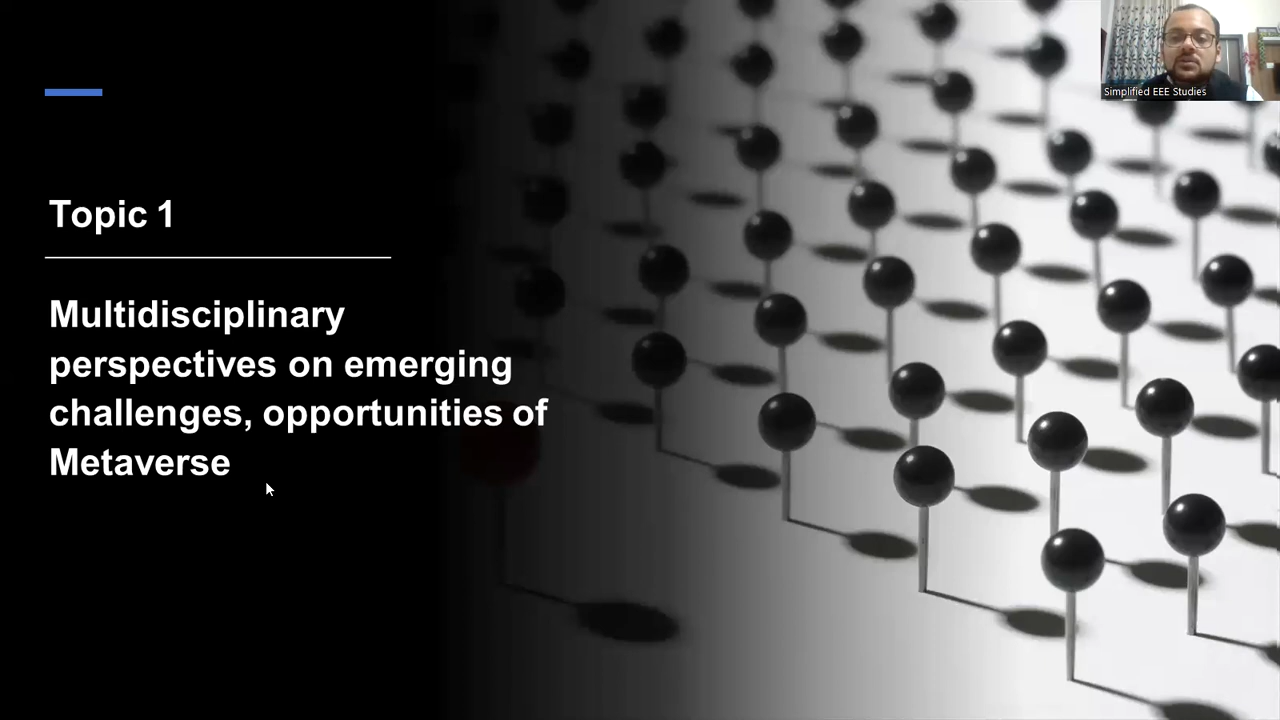 Simplified EEE Studies
Topic 1
Multidisciplinary
perspectives on emerging
challenges, opportunities of
Metaverse